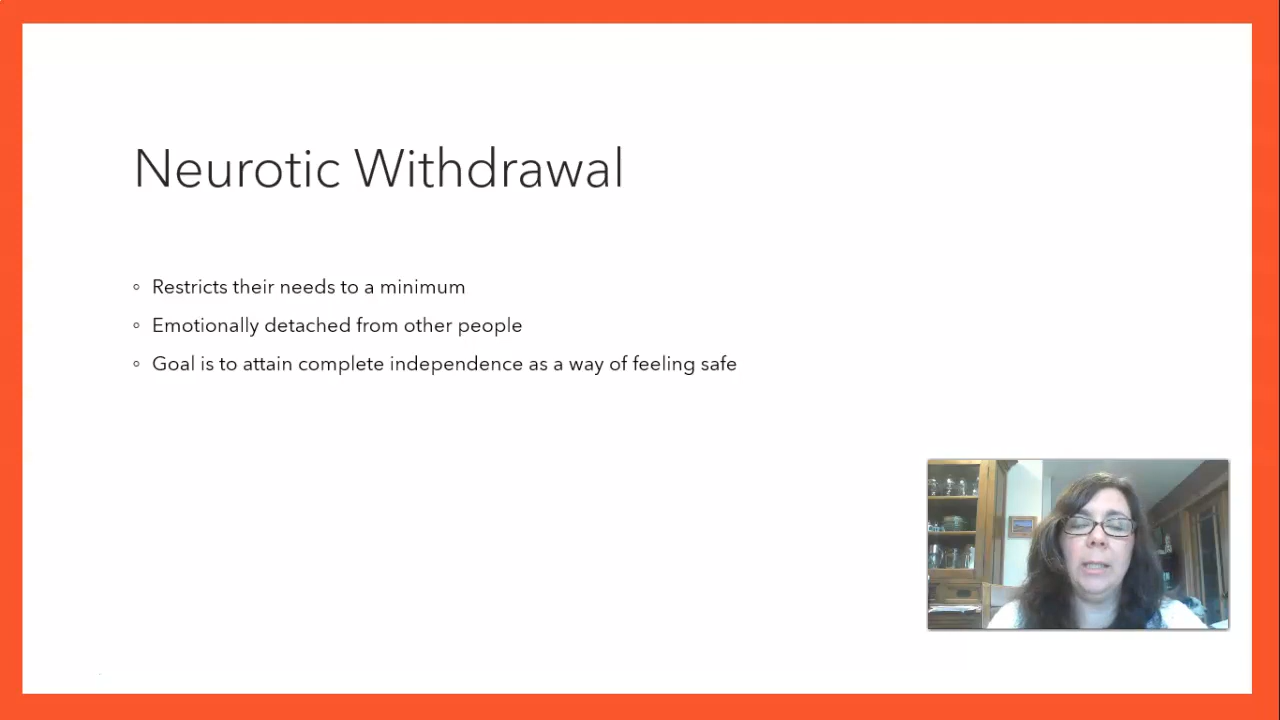 Neurotic Withdrawal
◦ Restricts their needs to a minimum
◦ Emotionally detached from other people
◦ Goal is to attain complete independence as a way of feeling safe